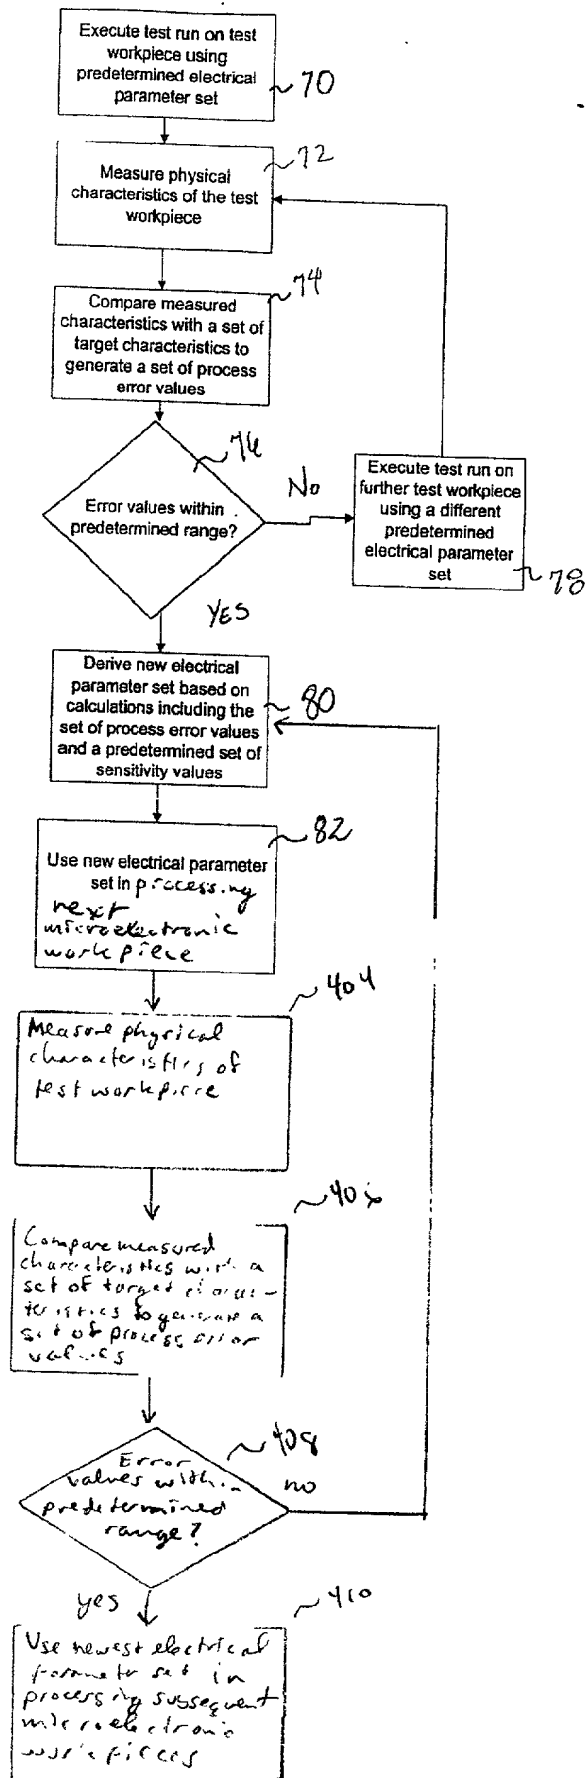 Execute test run on test
workpiece using
predetermined electrical
parameter set
70
72
Measure physical
characteristics of the test
workpiece
74
Compare measured
characteristics with a set of
target characteristics to
generate a set of process
error values
76
Error values within
predetermined range?
No
Execute test run on
further test workpiece
using a different
predetermined
electrical parameter
set
78
YES
Derive new electrical
parameter set based on
calculations including the
set of process error values
and a predetermined set of
sensitivity values
80
82
Use new electrical parameter
set in processing
next
microelectronic
workpiece
404
Measure physical
characteristics of
test workpiece
406
Compare measured
characteristics with a
set of target charac-
teristics to generate a
set of process error
values
408
Error
values within
predetermined
range?
no
yes
410
Use newest electrical
parameter set in
processing subsequent
microelectronic
workpieces